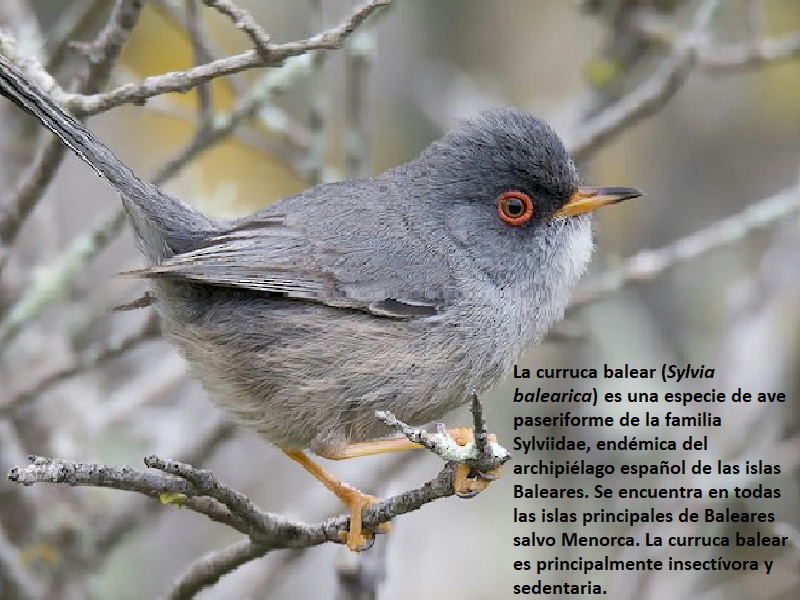 La curruca balear (Sylvia
balearica) es una especie de ave
paseriforme de la familia
Sylviidae, endémica del
archipiélago español de las islas
Baleares. Se encuentra en todas
las islas principales de Baleares
salvo Menorca. La curruca balear
es principalmente insectívora y
sedentaria.